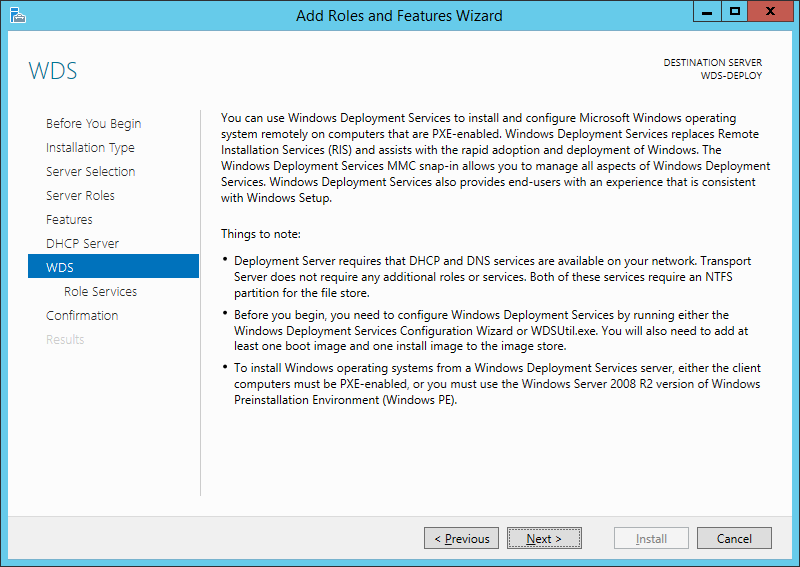 Add Roles and Features Wizard
WDS
DESTINATION SERVER
WDS-DEPLOY
Before You Begin
Installation Type
Server Selection
Server Roles
Features
DHCP Server
WDS
Role Services
Confirmation
Results
You can use Windows Deployment Services to install and configure Microsoft Windows operating
system remotely on computers that are PXE-enabled. Windows Deployment Services replaces Remote
Installation Services (RIS) and assists with the rapid adoption and deployment of Windows. The
Windows Deployment Services MMC snap-in allows you to manage all aspects of Windows Deployment
Services. Windows Deployment Services also provides end-users with an experience that is consistent
with Windows Setup.
Things to note:
• Deployment Server requires that DHCP and DNS services are available on your network. Transport
Server does not require any additional roles or services. Both of these services require an NTFS
partition for the file store.
• Before you begin, you need to configure Windows Deployment Services by running either the
Windows Deployment Services Configuration Wizard or WDSUtil.exe. You will also need to add at
least one boot image and one install image to the image store.
• To install Windows operating systems from a Windows Deployment Services server, either the client
computers must be PXE-enabled, or you must use the Windows Server 2008 R2 version of Windows
Preinstallation Environment (Windows PE).
< Previous
Next >
Install
Cancel